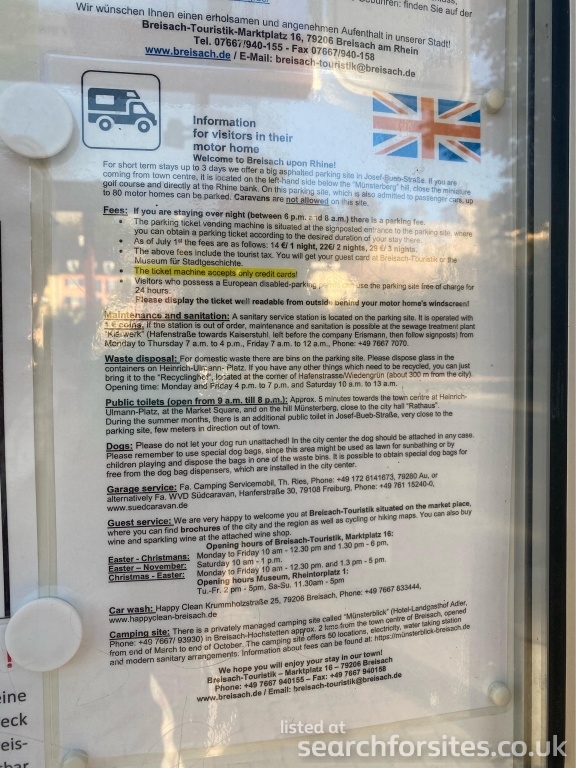 finden Sie auf der
Wir wünschen Ihnen einen erholsamen und angenehmen Aufenthalt in unserer Stadt!
Breisach-Touristik-Marktplatz 16, 79206 Breisach am Rhein
Tel. 07667/940-155 - Fax 07667/940-158
www.breisach.de / E-Mail: breisach-touristik@breisach.de
Information
for visitors in their
motor home
Welcome to Breisach upon Rhine!
For short term stays up to 3 days we offer a big asphalted parking site in Josef-Bueb-Straße. If you are
coming from town centre, it is located on the left-hand side below the "Münsterberg" hill, close the miniature
golf course and directly at the Rhine bank. On this parking site, which is also admitted to passenger cars, up
to 80 motor homes can be parked. Caravans are not allowed on this site.
Fees: If you are staying over night (between 6 p.m. and 8 a.m.) there is a parking fee.
• The parking ticket vending machine is situated at the signposted entrance to the parking site, where
you can obtain a parking ticket according to the desired duration of your stay there.
• As of July 1st the fees are as follows: 14 €/ 1 night, 22€/ 2 nights, 29 €/ 3 nights.
• The above fees include the tourist tax. You will get your guest card at Breisach-Touristik or the
Museum für Stadtgeschichte.
• The ticket machine accepts only credit cards!
• Visitors who possess a European disabled-parking use the parking site free of charge for
24 hours.
Please display the ticket well readable from outside behind your motor home's windscreen!
Maintenance and sanitation: A sanitary service station is located on the parking site. It is operated with
1 € coins. If the station is out of order, maintenance and sanitation is possible at the sewage treatment plant
"Kieswerk" (Hafenstraße towards Kaiserstuhl, left before the company Erismann, then follow signposts) from
Monday to Thursday 7 a.m. to 4 p.m., Friday 7 a.m. to 12 a.m., Phone: +49 7667 7070.
Waste disposal: For domestic waste there are bins on the parking site. Please dispose glass in the
containers on Heinrich-Ulmann- Platz. If you have any other things which need to be recycled, you can just
bring it to the "Recyclinghof", located at the corner of Hafenstrasse/Wiedengrün (about 300 m from the city).
Opening time: Monday and Friday 4 p.m. to 7 p.m. and Saturday 10 a.m. to 13 a.m.
Public toilets (open from 9 a.m. till 8 p.m.): Approx. 5 minutes towards the town centre at Heinrich-
Ulmann-Platz, at the Market Square, and on the hill Münsterberg, close to the city hall "Rathaus".
During the summer months, there is an additional public toilet in Josef-Bueb-Straße, very close to the
parking site, few meters in direction out of town.
Dogs: Please do not let your dog run unattached! In the city center the dog should be attached in any case.
Please remember to use special dog bags, since this area might be used as lawn for sunbathing or by
children playing and dispose the bags in one of the waste bins. It is possible to obtain special dog bags for
free from the dog bag dispensers, which are installed in the city center.
Garage service: Fa. Camping Servicemobil, Th. Ries, Phone: +49 172 6141673, 79280 Au, or
alternatively Fa. WVD Südcaravan, Hanferstraße 30, 79108 Freiburg, Phone: +49 761 15240-0,
www.suedcaravan.de
Guest service: We are very happy to welcome you at Breisach-Touristik situated on the market place,
where you can find brochures of the city and the region as well as cycling or hiking maps. You can also buy
wine and sparkling wine at the attached wine shop.
Opening hours of Breisach-Touristik, Marktplatz 16:
Easter - Christmans: Monday to Friday 10 am - 12.30 pm and 1.30 pm - 6 pm,
Easter – November: Saturday 10 am - 1 pm.
Christmas - Easter: Monday to Friday 10 am - 12.30 pm, and 1.3 pm - 5 pm.
Opening hours Museum, Rheintorplatz 1:
Tu.-Fr. 2 pm - 5pm, Sa-Su. 11.30am - 5pm
Car wash: Happy Clean Krummholzstraße 25, 79206 Breisach, Phone: +49 7667 833444,
www.happyclean-breisach.de
Camping site: There is a privately managed camping site called "Münsterblick" (Hotel-Landgasthof Adler,
Phone: +49 7667/ 93930) in Breisach-Hochstetten approx. 2 kms from the town centre of Breisach, opened
from end of March to end of October. The camping site offers 50 locations, electricity, water taking station
and modern sanitary arrangements. Information about fees can be found at: https://münsterblick-breisach.de
We hope you will enjoy your stay in our town!
Breisach-Touristik – Marktplatz 16 – 79206 Breisach
Phone: +49 7667 940155 – Fax +49 7667 940158
www.breisach.de / Email: breisach-touristik@breisach.de
!
eine
eck
eis-
bar
listed at
searchforsites.co.uk